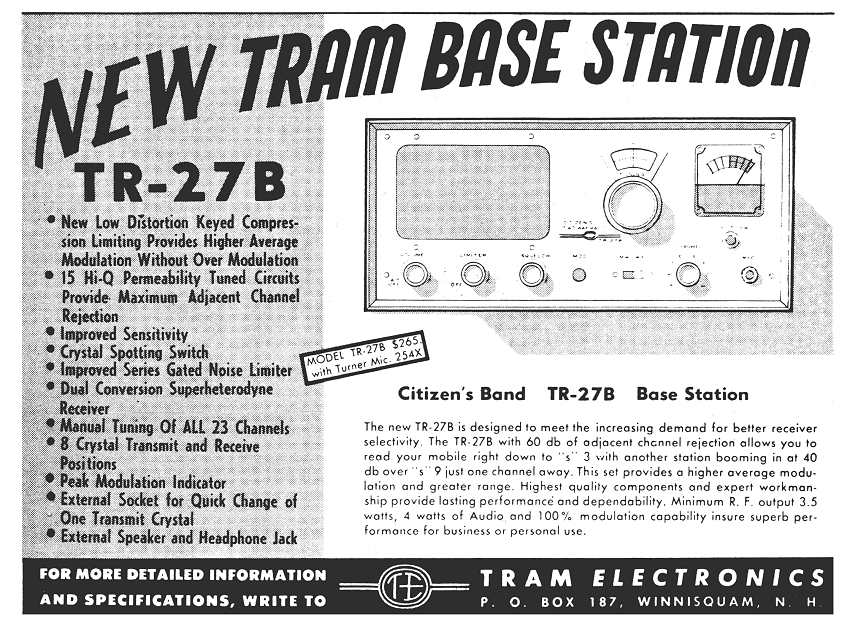 NEW TRAM BASE STATION
TR-27B
• New Low Distortion Keyed Compres-
sion Limiting Provides Higher Average
Modulation Without Over Modulation
• 15 Hi-Q Permeability Tuned Circuits
Provide Maximum Adjacent Channel
Rejection
• Improved Sensitivity
• Crystal Spotting Switch
• Improved Series Gated Noise Limiter
• Dual Conversion Superheterodyne
Receiver
• Manual Tuning Of ALL 23 Channels
• 8 Crystal Transmit and Receive
Positions
• Peak Modulation Indicator
• External Socket for Quick Change of
One Transmit Crystal
• External Speaker and Headphone Jack
VOLUME
LIMITER
SQUELCH
MOD
MIC
OFF
TR-27B
MODEL TR-27B $265.
with Turner Mic. 254X
Citizen's Band TR-27B Base Station
The new TR-27B is designed to meet the increasing demand for better receiver
selectivity. The TR-27B with 60 db of adjacent channel rejection allows you to
read your mobile right down to "s" 3 with another station booming in at 40
db over "s" 9 just one channel away. This set provides a higher average modu-
lation and greater range. Highest quality components and expert workman-
ship provide lasting performance and dependability. Minimum R. F. output 3.5
watts, 4 watts of Audio and 100% modulation capability insure superb per-
formance for business or personal use.
FOR MORE DETAILED INFORMATION
AND SPECIFICATIONS, WRITE TO
TRAM ELECTRONICS
P. O. BOX 187, WINNISQUAM, N. H.